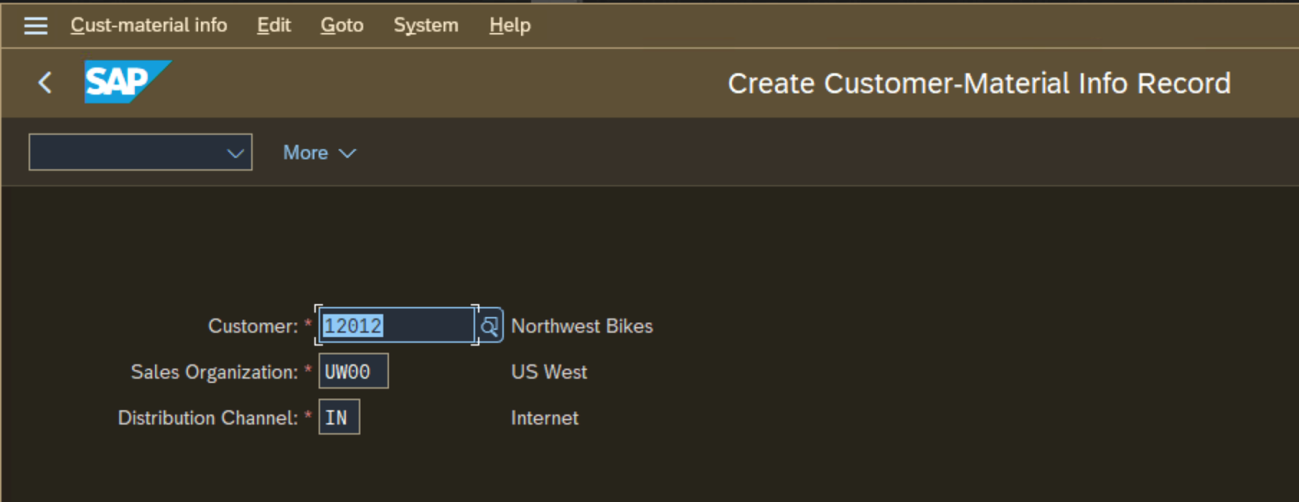 Cust-material info Edit Goto System Help
SAP Create Customer-Material Info Record
More
Customer: * 12012 Northwest Bikes
Sales Organization: * UW00 US West
Distribution Channel: * IN Internet